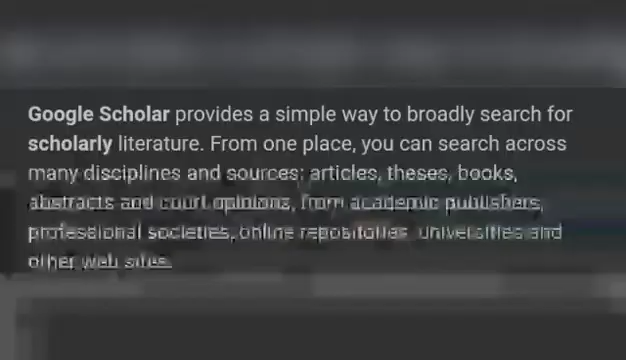 Google Scholar provides a simple way to broadly search for
scholarly literature. From one place, you can search across
many disciplines and sources: articles, theses, books,
abstracts and court opinions, from academic publishers,
professional societies, online repositories, universities and
other web sites.